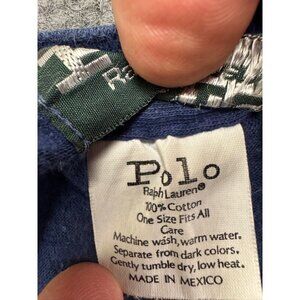 Ra
Polo
Ralph Lauren®
100% Cotton
One Size Fits All
Care
Machine wash, warm water.
Separate from dark colors.
Gently tumble dry, low heat.
MADE IN MEXICO